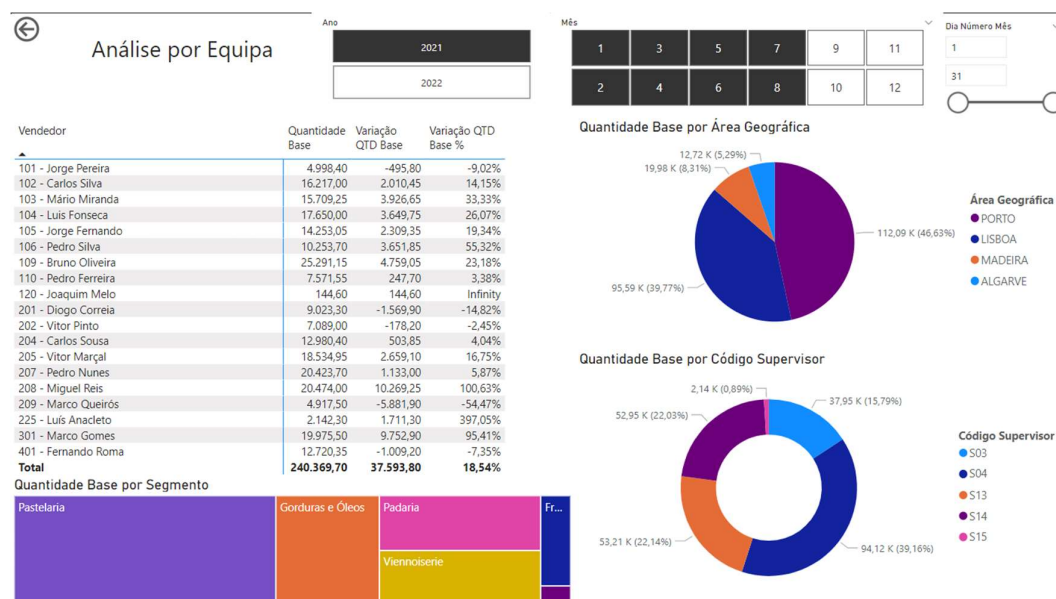 Análise por Equipa
Ano
2021
2022
Mês
1 3 5 7 9 11
2 4 6 8 10 12
Dia Número Mês
1
31
Vendedor Quantidade Base Variação QTD Base Variação QTD Base %
101 - Jorge Pereira 4.998,40 -495,80 -9,02%
102 - Carlos Silva 16.217,00 2.010,45 14,15%
103 - Mário Miranda 15.709,25 3.926,65 33,33%
104 - Luis Fonseca 17.650,00 3.649,75 26,07%
105 - Jorge Fernando 14.253,05 2.309,35 19,34%
106 - Pedro Silva 10.253,70 3.651,85 55,32%
109 - Bruno Oliveira 25.291,15 4.759,05 23,18%
110 - Pedro Ferreira 7.571,55 247,70 3,38%
120 - Joaquim Melo 144,60 144,60 Infinity
201 - Diogo Correia 9.023,30 -1.569,90 -14,82%
202 - Vitor Pinto 7.089,00 -178,20 -2,45%
204 - Carlos Sousa 12.980,40 503,85 4,04%
205 - Vitor Marçal 18.534,95 2.659,10 16,75%
207 - Pedro Nunes 20.423,70 1.133,00 5,87%
208 - Miguel Reis 20.474,00 10.269,25 100,63%
209 - Marco Queirós 4.917,50 -5.881,90 -54,47%
225 - Luís Anacleto 2.142,30 1.711,30 397,05%
301 - Marco Gomes 19.975,50 9.752,90 95,41%
401 - Fernando Roma 12.720,35 -1.009,20 -7,35%
Total 240.369,70 37.593,80 18,54%
Quantidade Base por Segmento
Pastelaria
Gorduras e Óleos
Padaria
Viennoiserie
Fr...
Quantidade Base por Área Geográfica
12,72 K (5,29%)
19,98 K (8,31%)
112,09 K (46,63%)
95,59 K (39,77%)
Área Geográfica
PORTO
LISBOA
MADEIRA
ALGARVE
Quantidade Base por Código Supervisor
2,14 K (0,89%)
37,95 K (15,79%)
52,95 K (22,03%)
53,21 K (22,14%)
94,12 K (39,16%)
Código Supervisor
S03
S04
S13
S14
S15